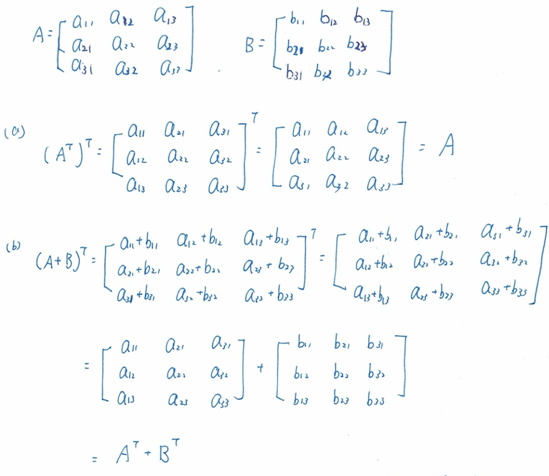 A = [ a11 a12 a13 ; a21 a22 a23 ; a31 a32 a33 ] B = [ b11 b12 b13 ; b21 b22 b23 ; b31 b32 b33 ]
(a) (A^T)^T = [ a11 a21 a31 ; a12 a22 a32 ; a13 a23 a33 ]^T = [ a11 a12 a13 ; a21 a22 a23 ; a31 a32 a33 ] = A
(b) (A+B)^T = [ a11+b11 a12+b12 a13+b13 ; a21+b21 a22+b22 a23+b23 ; a31+b31 a32+b32 a33+b33 ]^T = [ a11+b11 a21+b21 a31+b31 ; a12+b12 a22+b22 a32+b32 ; a13+b13 a23+b23 a33+b33 ]
= [ a11 a21 a31 ; a12 a22 a32 ; a13 a23 a33 ] + [ b11 b21 b31 ; b12 b22 b32 ; b13 b23 b33 ]
= A^T + B^T